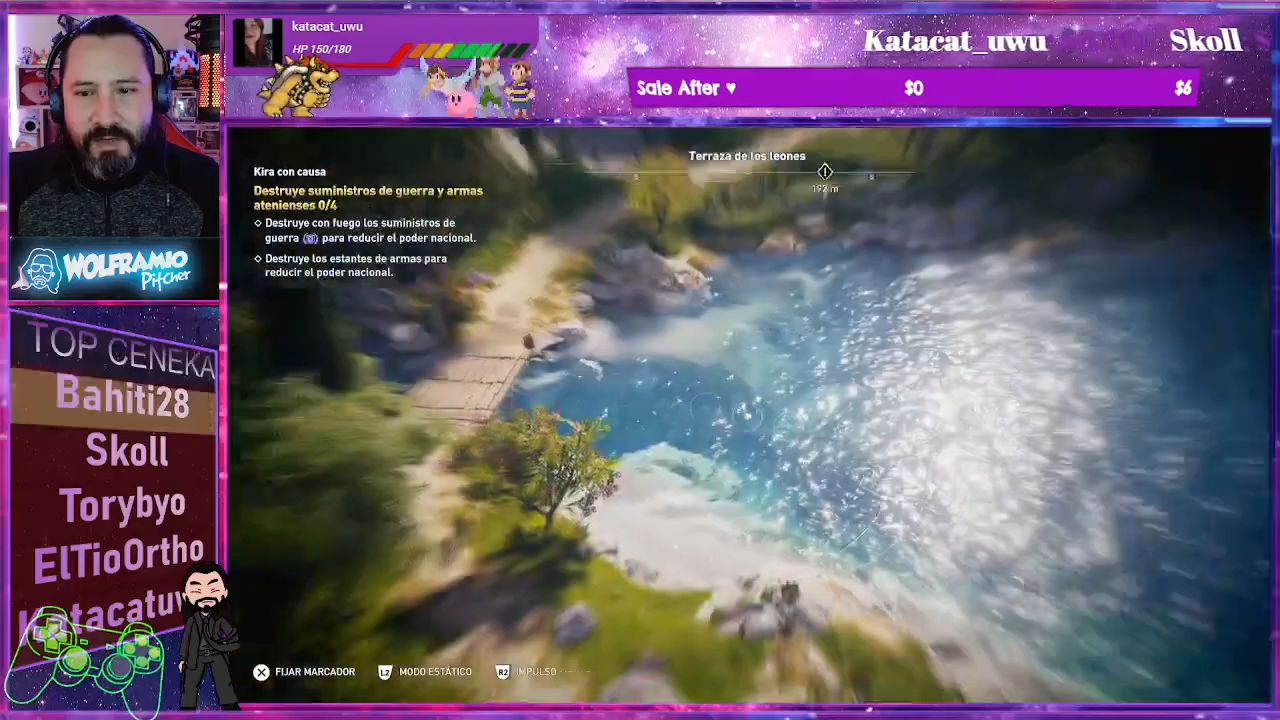 katacat_uwu
HP 150/180
Katacat_uwu
Skoll
Sale After ♥
$0
$6
Terraza de los leones
192 m
Kira con causa
Destruye suministros de guerra y armas
atenienses 0/4
Destruye con fuego los suministros de
guerra para reducir el poder nacional.
Destruye los estantes de armas para
reducir el poder nacional.
WOLFRAMIO
Pitcher
TOP CENEKA
Bahiti28
Skoll
Torybyo
ElTioOrtho
FIJAR MARCADOR
L2 MODO ESTÁTICO
R2 IMPULSO